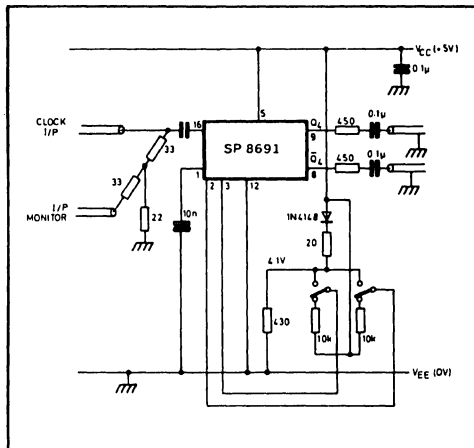 VCC (+5V)
0.1µ
5
CLOCK
I/P
16
33
SP 8691
Q4
9
450
0.1µ
Q̅4
8
450
0.1µ
1
2
3
12
33
I/P
MONITOR
22
10n
1N4148
20
4.1V
430
10k
10k
VEE (0V)